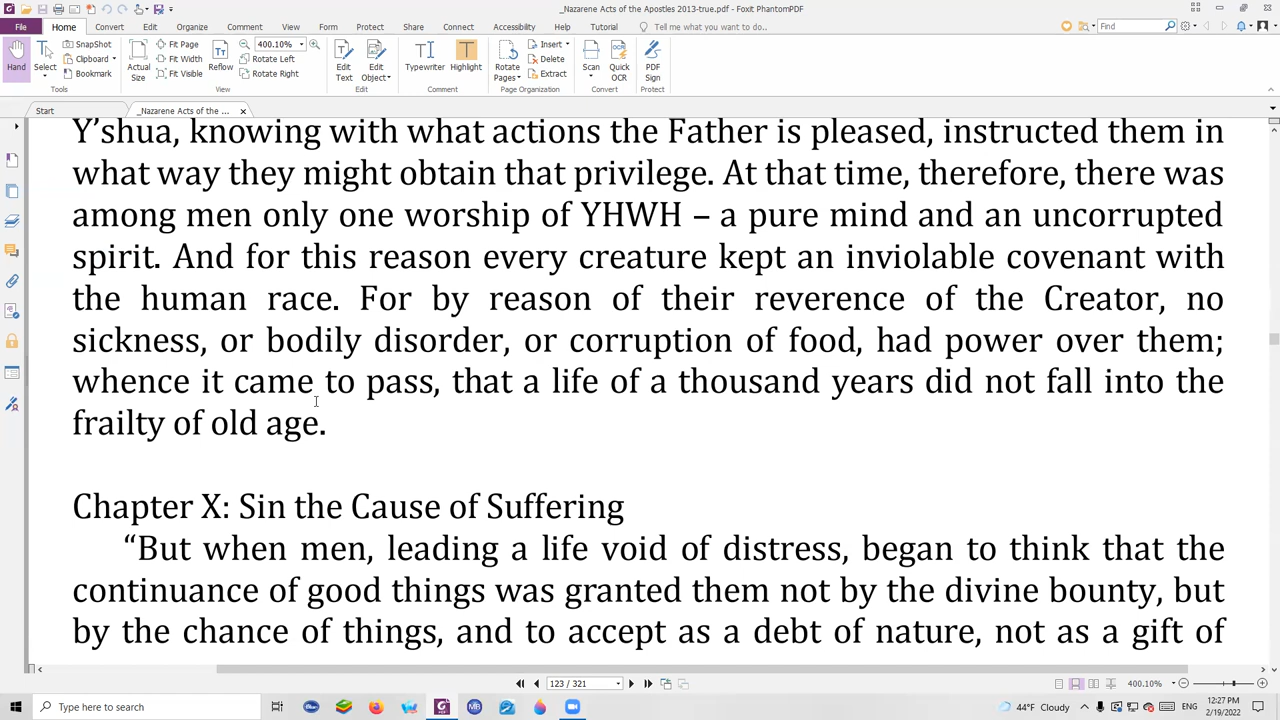 _Nazarene Acts of the Apostles 2013-true.pdf - Foxit PhantomPDF
File Home Convert Edit Organize Comment View Form Protect Share Connect Accessibility Help Tutorial Tell me what you want to do... Find
Hand Select SnapShot Clipboard Bookmark Actual Size Fit Page Fit Width Fit Visible Reflow 400.10% Rotate Left Rotate Right Edit Text Edit Object Typewriter Highlight Rotate Pages Insert Delete Extract Scan Quick OCR PDF Sign
Tools View Edit Comment Page Organization Convert Protect
Start _Nazarene Acts of the ...
Y’shua, knowing with what actions the Father is pleased, instructed them in
what way they might obtain that privilege. At that time, therefore, there was
among men only one worship of YHWH – a pure mind and an uncorrupted
spirit. And for this reason every creature kept an inviolable covenant with
the human race. For by reason of their reverence of the Creator, no
sickness, or bodily disorder, or corruption of food, had power over them;
whence it came to pass, that a life of a thousand years did not fall into the
frailty of old age.
Chapter X: Sin the Cause of Suffering
“But when men, leading a life void of distress, began to think that the
continuance of good things was granted them not by the divine bounty, but
by the chance of things, and to accept as a debt of nature, not as a gift of
123 / 321 400.10%
Type here to search 44°F Cloudy 12:27 PM
2/19/2022